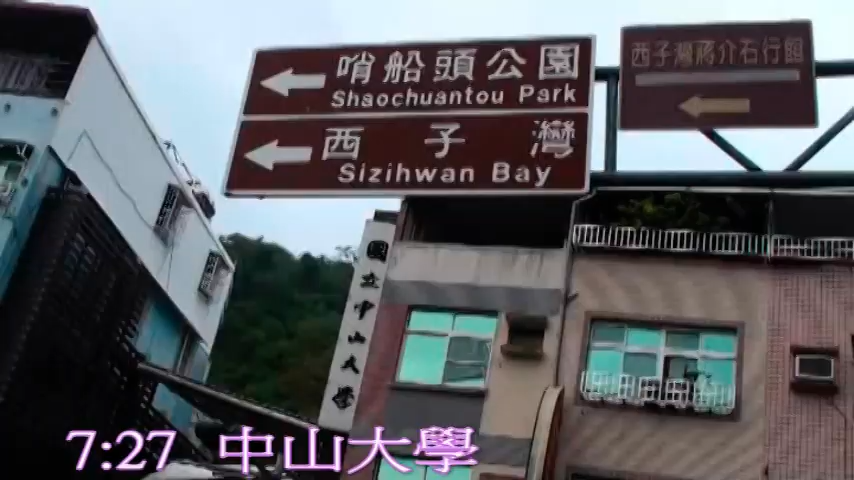 哨船頭公園
Shaochuantou Park
西子灣
Sizihwan Bay
西子灣蔣介石行館
國立中山大學
7:27 中山大學